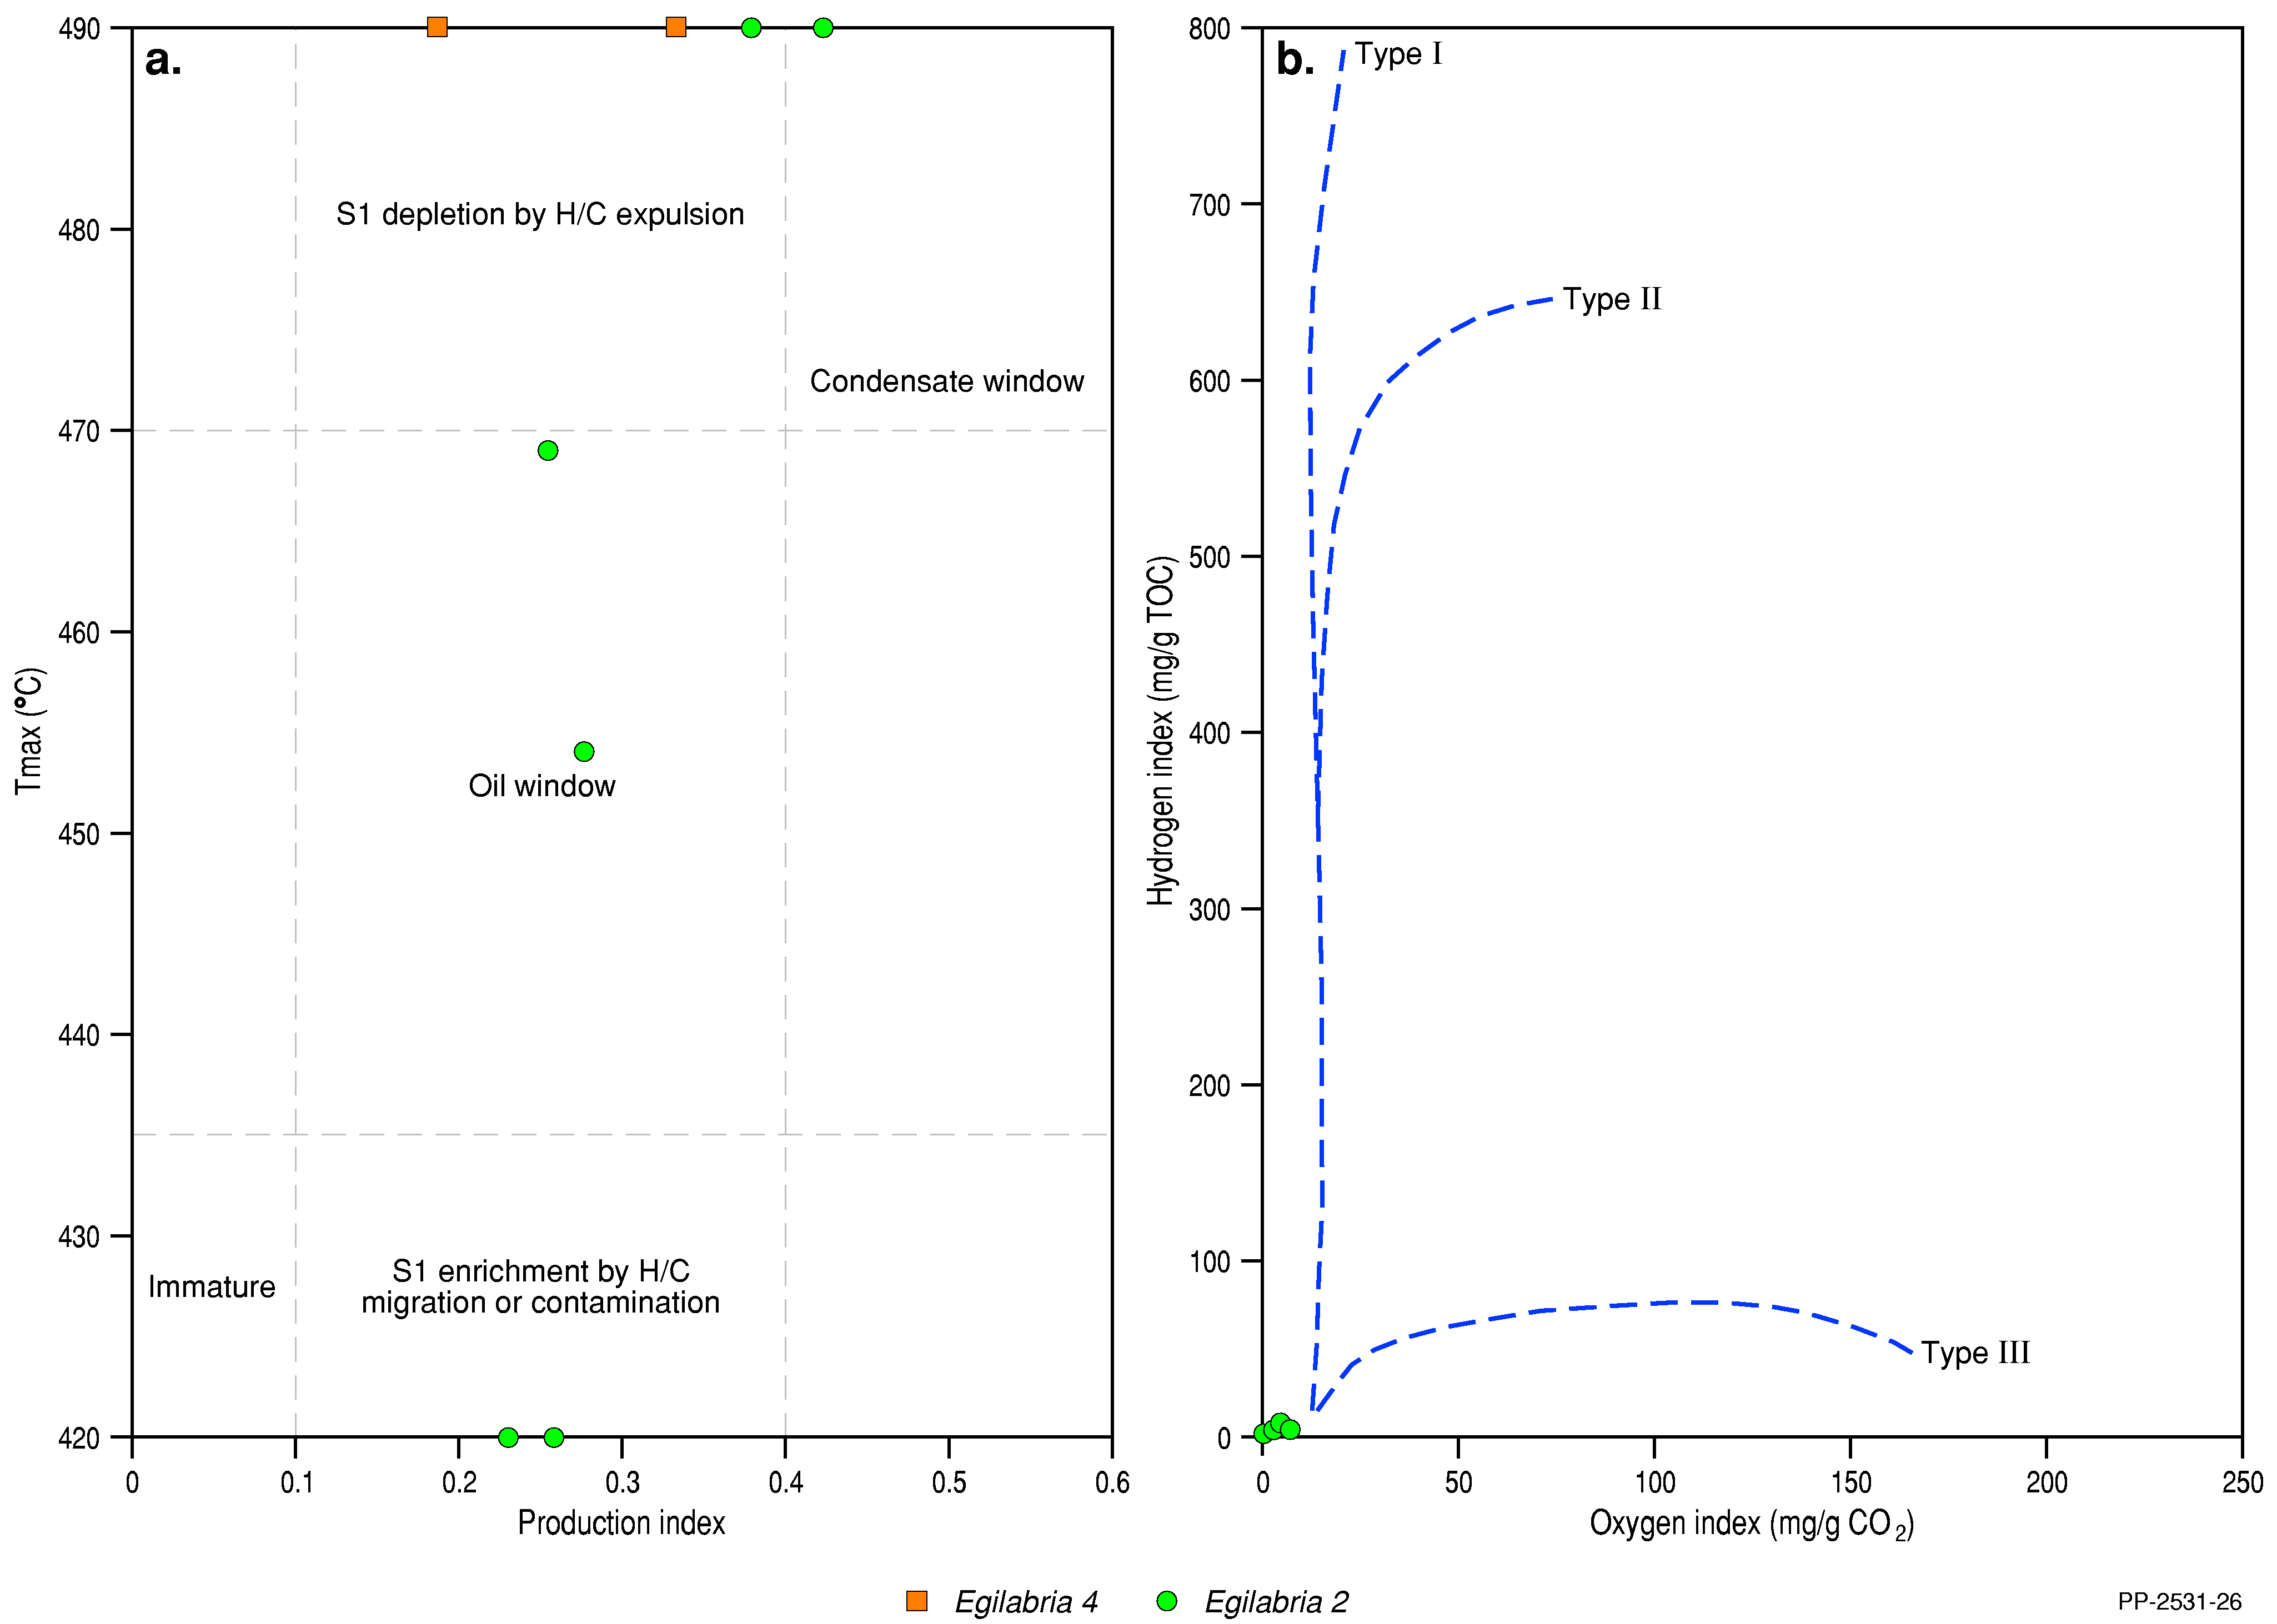 a.
490
480
470
460
450
440
430
420
Tmax (°C)
S1 depletion by H/C expulsion
Condensate window
Oil window
Immature
S1 enrichment by H/C
migration or contamination
0 0.1 0.2 0.3 0.4 0.5 0.6
Production index
b.
800
700
600
500
400
300
200
100
0
Hydrogen index (mg/g TOC)
Type I
Type II
Type III
0 50 100 150 200 250
Oxygen index (mg/g CO₂)
Egilabria 4 Egilabria 2
PP-2531-26